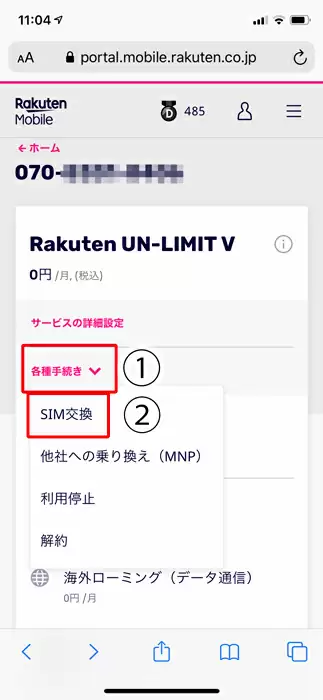 11:04
AA portal.mobile.rakuten.co.jp
Rakuten
Mobile
D 485
←ホーム
070-
Rakuten UN-LIMIT V
0円/月, (税込)
サービスの詳細設定
各種手続き ①
SIM交換 ②
他社への乗り換え（MNP）
利用停止
解約
海外ローミング（データ通信）
0円/月